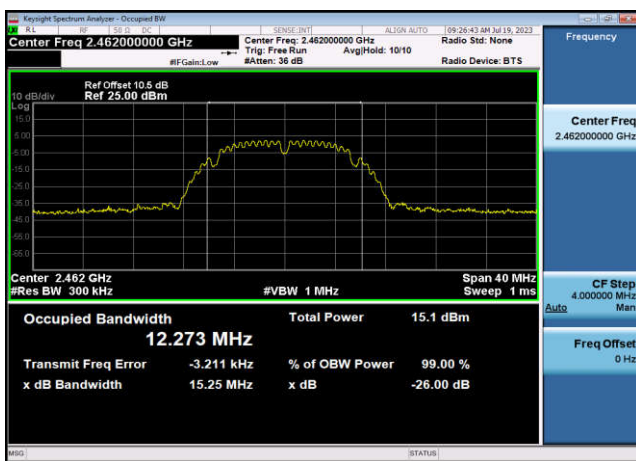 Keysight Spectrum Analyzer - Occupied BW
RL RF 50 Ω DC SENSE:INT ALIGN AUTO 09:26:43 AM Jul 19, 2023
Center Freq 2.462000000 GHz Center Freq: 2.462000000 GHz Radio Std: None
Trig: Free Run Avg|Hold: 10/10
#IFGain:Low #Atten: 36 dB Radio Device: BTS
Frequency
Ref Offset 10.5 dB
10 dB/div Ref 25.00 dBm
Log
15.0
5.00
-5.00
-15.0
-25.0
-35.0
-45.0
-55.0
-65.0
Center Freq
2.462000000 GHz
Center 2.462 GHz Span 40 MHz
#Res BW 300 kHz #VBW 1 MHz Sweep 1 ms
CF Step
4.000000 MHz
Auto Man
Occupied Bandwidth Total Power 15.1 dBm
12.273 MHz
Transmit Freq Error -3.211 kHz % of OBW Power 99.00 %
x dB Bandwidth 15.25 MHz x dB -26.00 dB
Freq Offset
0 Hz
MSG STATUS